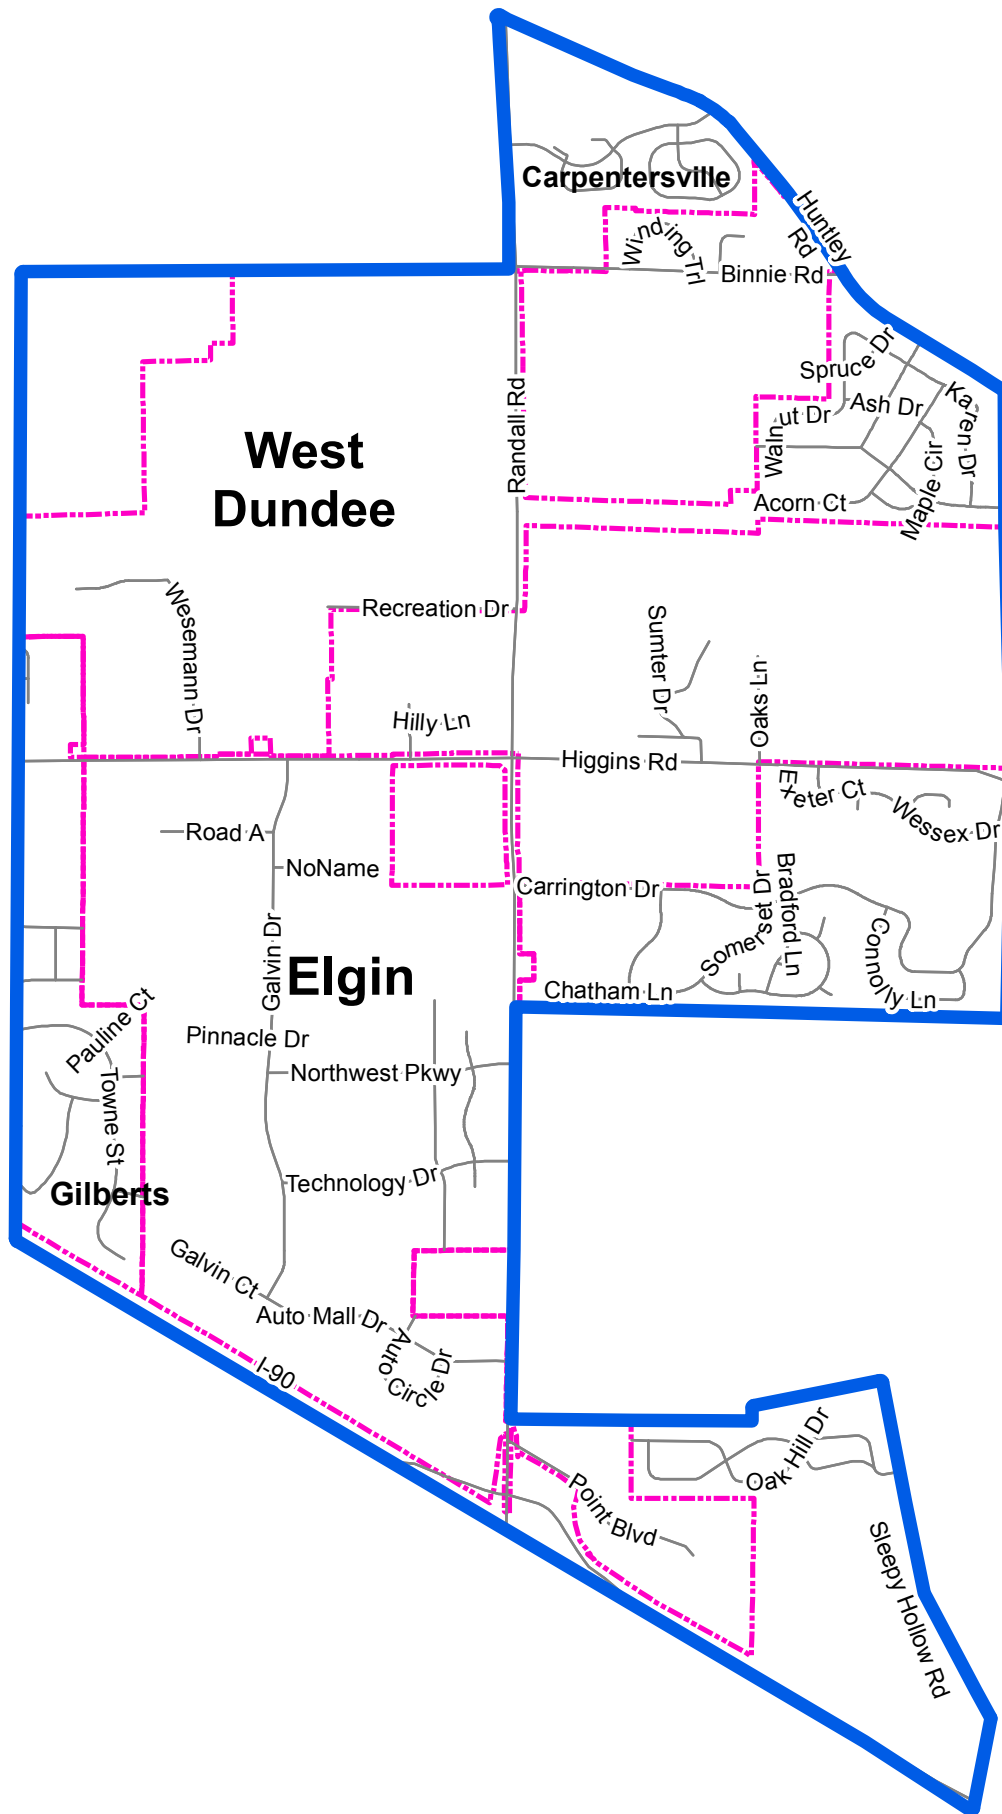 Carpentersville
Huntley
Rd
Winding Trl
Binnie Rd
Spruce Dr
Karen Dr
Randall Rd
Ash Dr
Walnut Dr
West
Dundee
Maple Cir
Acorn Ct
Wesemann Dr
Recreation Dr
Sumter Dr
Oaks Ln
Hilly Ln
Higgins Rd
Exeter Ct
Wessex Dr
Road A
NoName
Carrington Dr
Bradford Ln
Somerset Dr
Connolly Ln
Galvin Dr
Elgin
Chatham Ln
Pauline Ct
Pinnacle Dr
Northwest Pkwy
Towne St
Technology Dr
Gilberts
Galvin Ct
Auto Mall Dr
Auto
Circle Dr
I-90
Oak Hill Dr
Point Blvd
Sleepy Hollow Rd